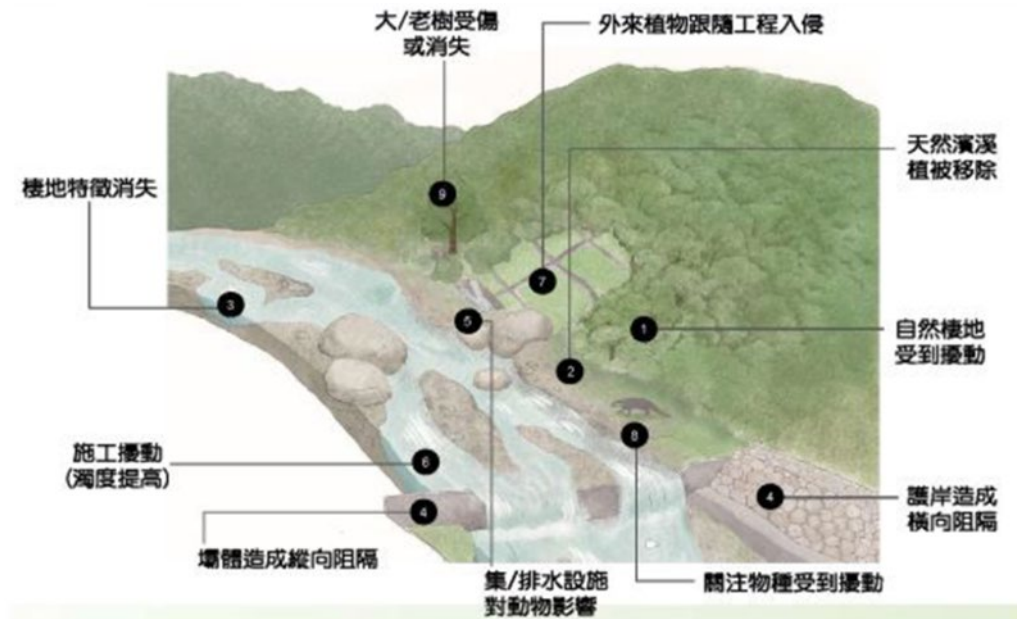 大/老樹受傷
或消失
外來植物跟隨工程入侵
天然濱溪
植被移除
棲地特徵消失
9
7
3
5
1
自然棲地
受到擾動
2
8
施工擾動
(濁度提高)
6
4
4
護岸造成
橫向阻隔
壩體造成縱向阻隔
集/排水設施
對動物影響
關注物種受到擾動